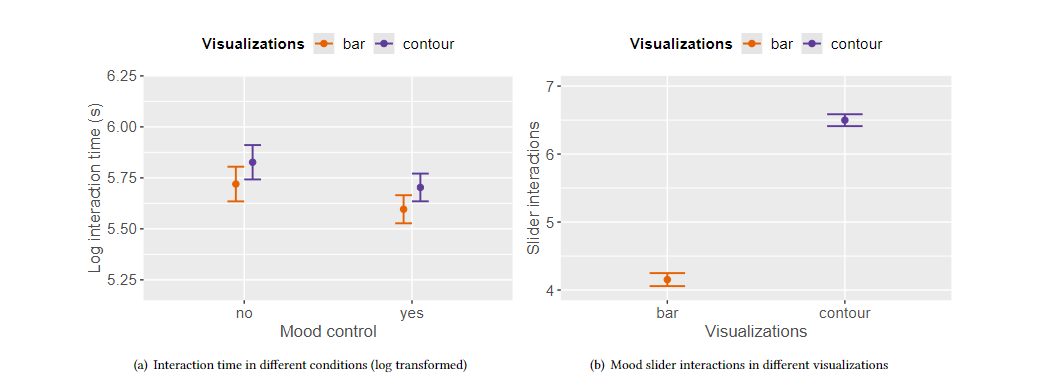 Visualizations bar contour
6.25
6.00
5.75
5.50
5.25
Log interaction time (s)
no yes
Mood control
(a) Interaction time in different conditions (log transformed)
Visualizations bar contour
7
6
5
4
Slider interactions
bar contour
Visualizations
(b) Mood slider interactions in different visualizations